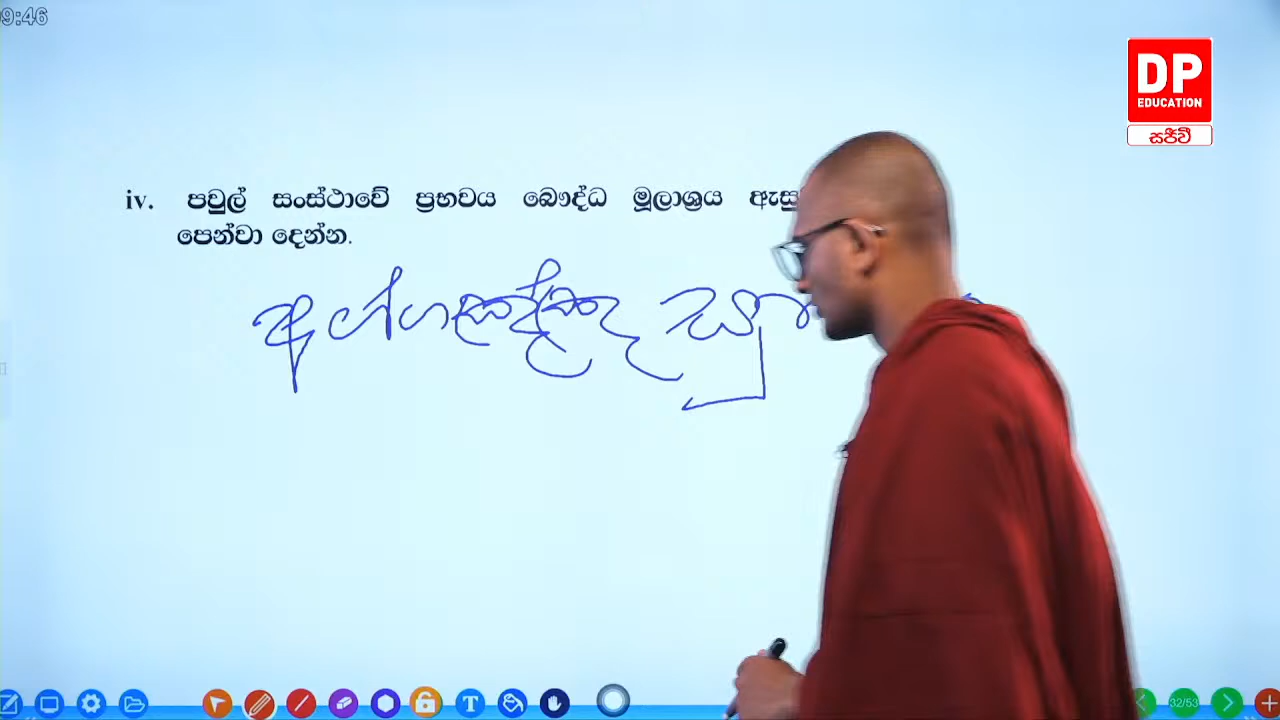 9:46
DP
EDUCATION
සජීවී
iv. පවුල් සංස්ථාවේ ප්‍රභවය බෞද්ධ මූලාශ්‍රය ඇසු
පෙන්වා දෙන්න.
අග්ගඤ්ඤ සු
T
32/53